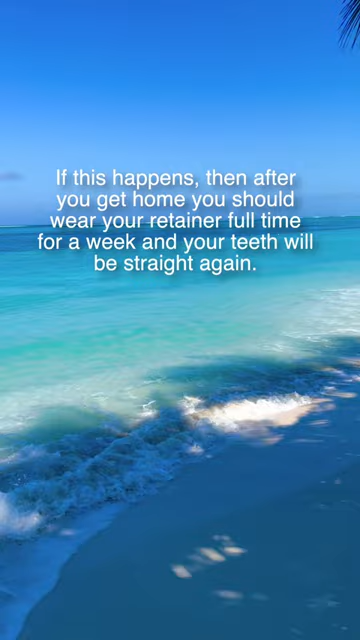 If this happens, then after
you get home you should
wear your retainer full time
for a week and your teeth will
be straight again.